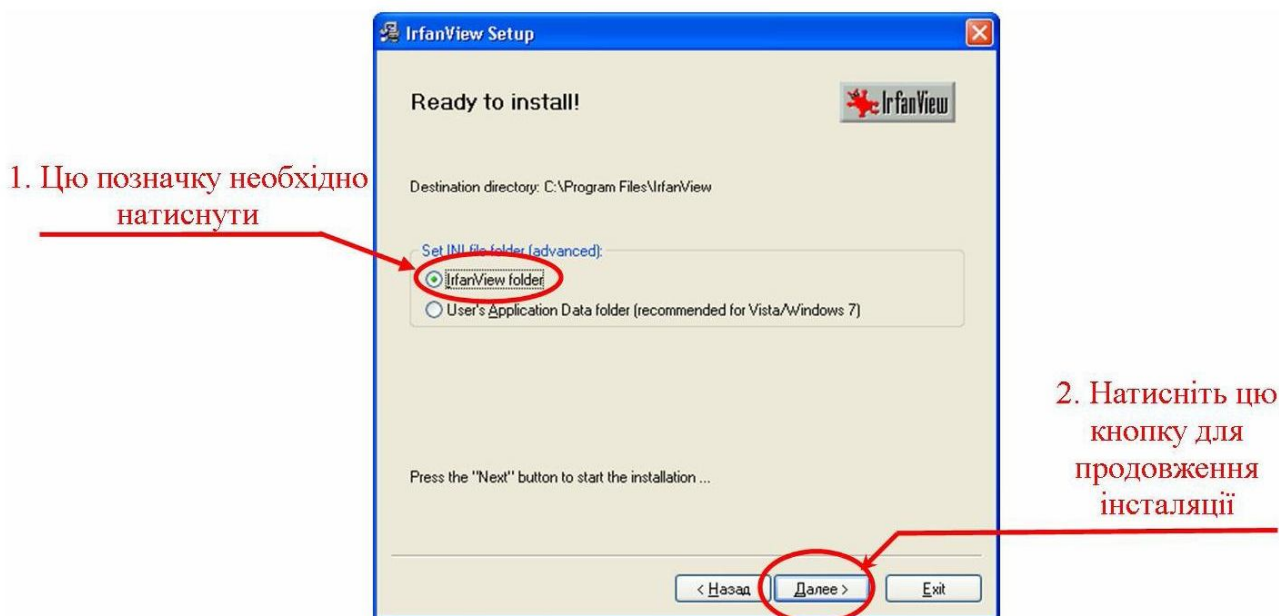 IrfanView Setup
Ready to install!
IrfanView
1. Цю позначку необхідно
натиснути
Destination directory: C:\Program Files\IrfanView
Set INI file folder (advanced):
IrfanView folder
User's Application Data folder (recommended for Vista/Windows 7)
2. Натисніть цю
кнопку для
продовження
інсталяції
Press the "Next" button to start the installation ...
< Назад
Далее >
Exit